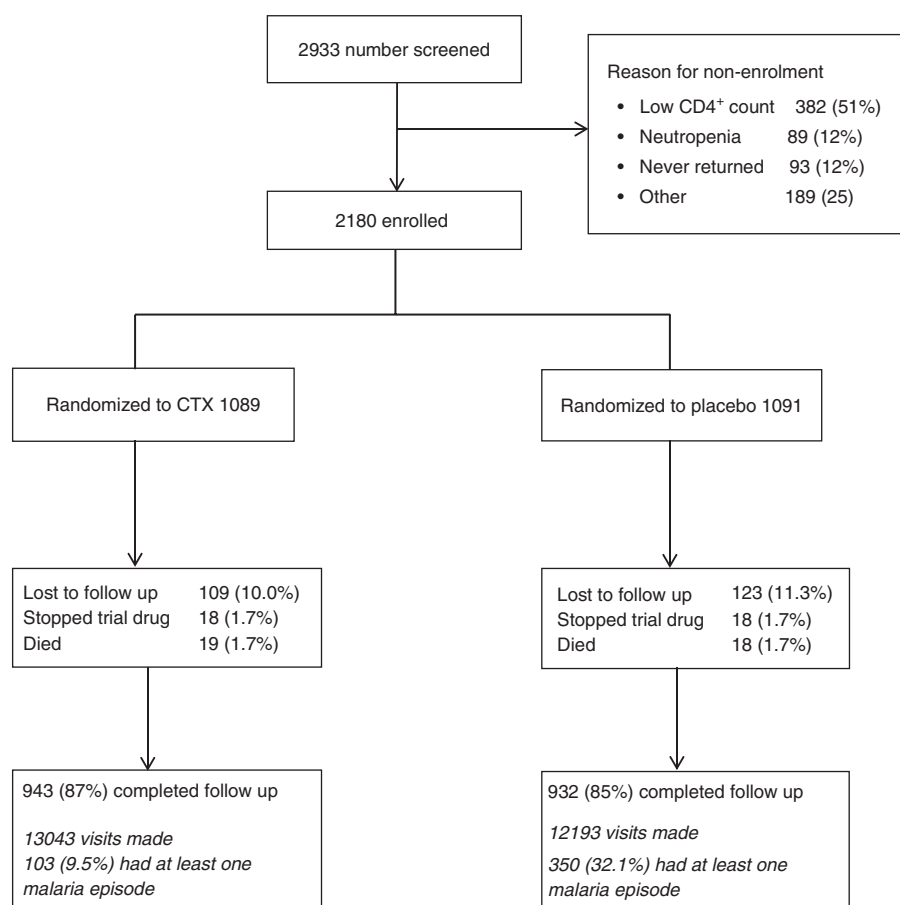 2933 number screened
Reason for non-enrolment
• Low CD4⁺ count 382 (51%)
• Neutropenia 89 (12%)
• Never returned 93 (12%)
• Other 189 (25)
2180 enrolled
Randomized to CTX 1089
Randomized to placebo 1091
Lost to follow up 109 (10.0%)
Stopped trial drug 18 (1.7%)
Died 19 (1.7%)
Lost to follow up 123 (11.3%)
Stopped trial drug 18 (1.7%)
Died 18 (1.7%)
943 (87%) completed follow up
13043 visits made
103 (9.5%) had at least one
malaria episode
932 (85%) completed follow up
12193 visits made
350 (32.1%) had at least one
malaria episode